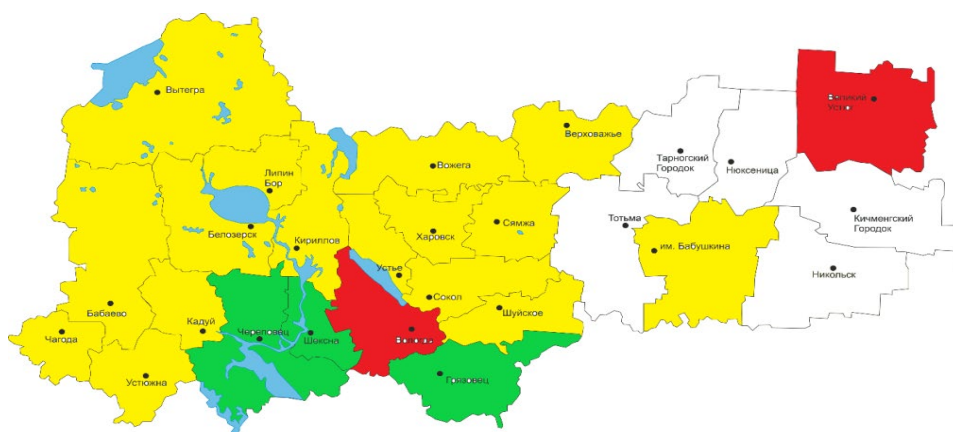 Вытегра
Великий
Устюг
Верховажье
Тарногский
Городок
Вожега
Нюксеница
Липин
Бор
Кичменгский
Городок
Тотьма
Сямжа
Харовск
Белозерск
Кириллов
им. Бабушкина
Никольск
Устье
Сокол
Шуйское
Бабаево
Кадуй
Чагода
Череповец
Шексна
Вологда
Устюжна
Грязовец